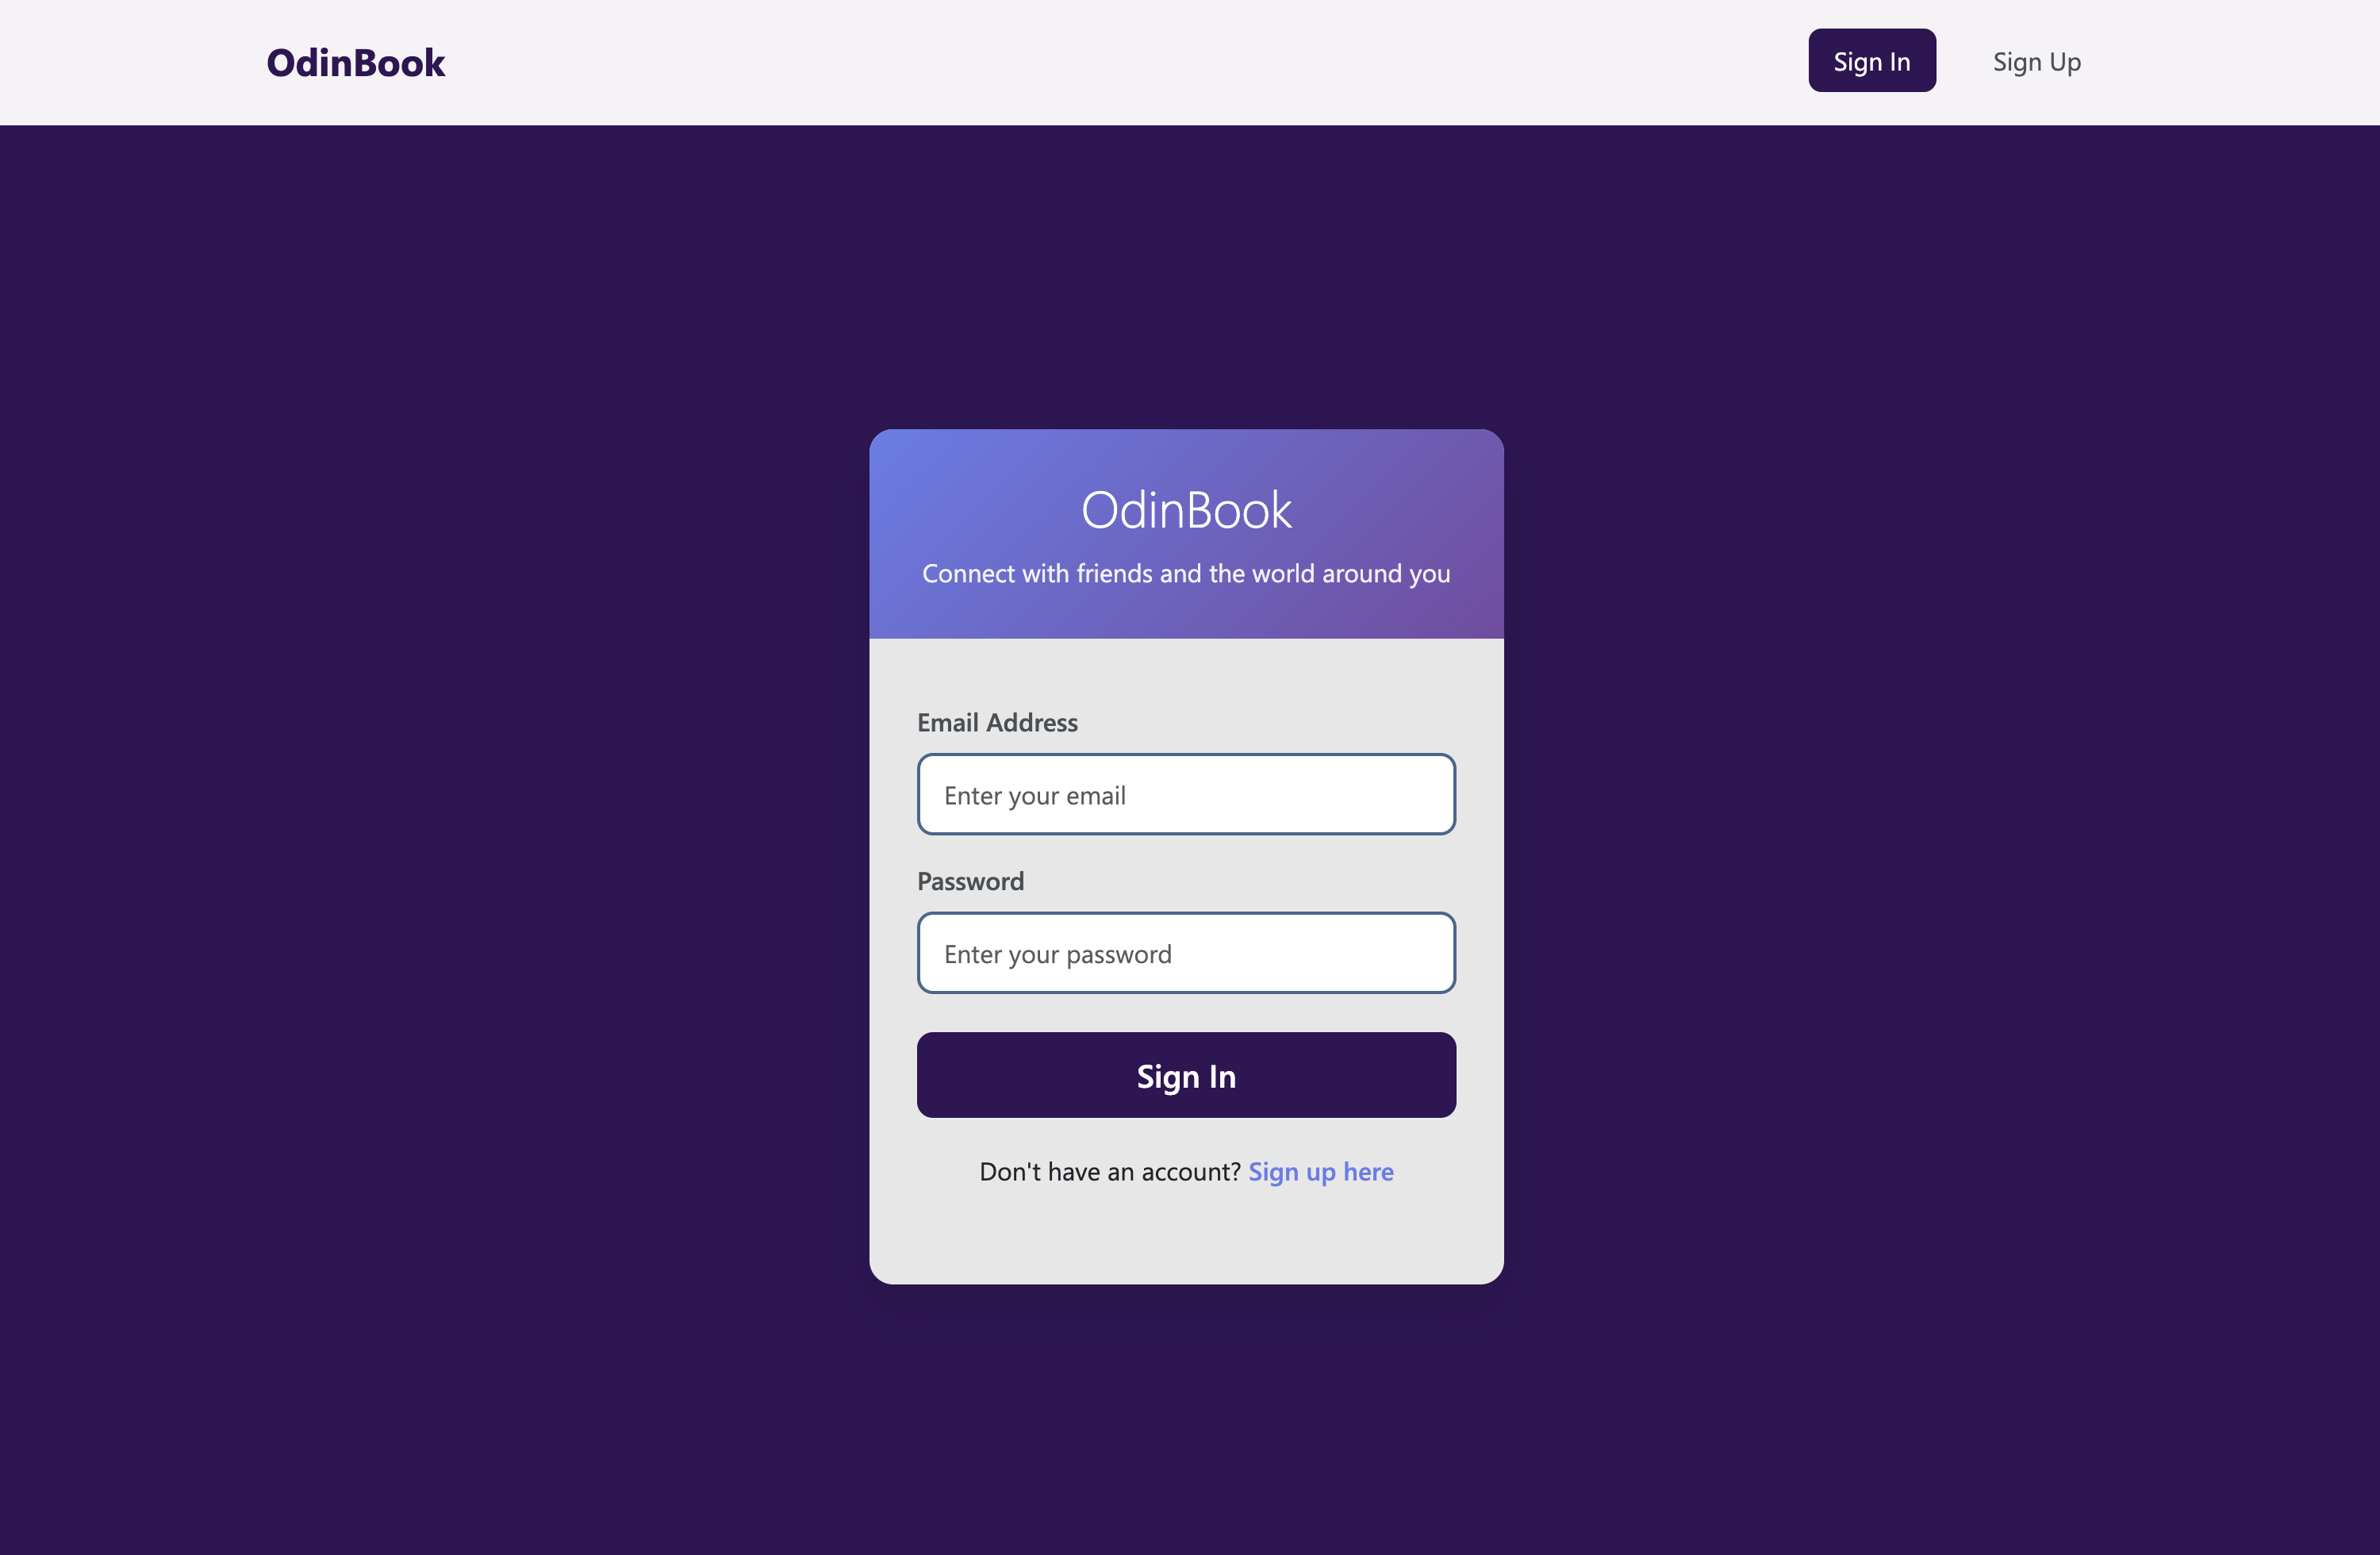 OdinBook
Sign In
Sign Up
OdinBook
Connect with friends and the world around you
Email Address
Enter your email
Password
Enter your password
Sign In
Don't have an account? Sign up here